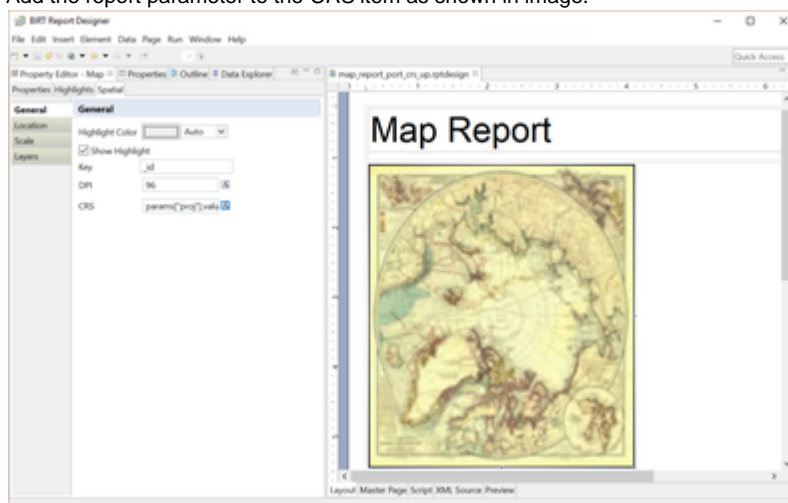 Add the report parameter to the CRS item as shown in image:
BIRT Report Designer
File Edit Insert Element Data Page Run Window Help
Quick Access
Property Editor - Map Properties Outline Data Explorer
map_report_port_crs_up.rptdesign
Properties Highlights Spatial
General
General
Location
Scale
Layers
Highlight Color Auto
Show Highlight
Key _id
DPI 96
CRS params["proj"].valu
Map Report
Layout Master Page Script XML Source Preview